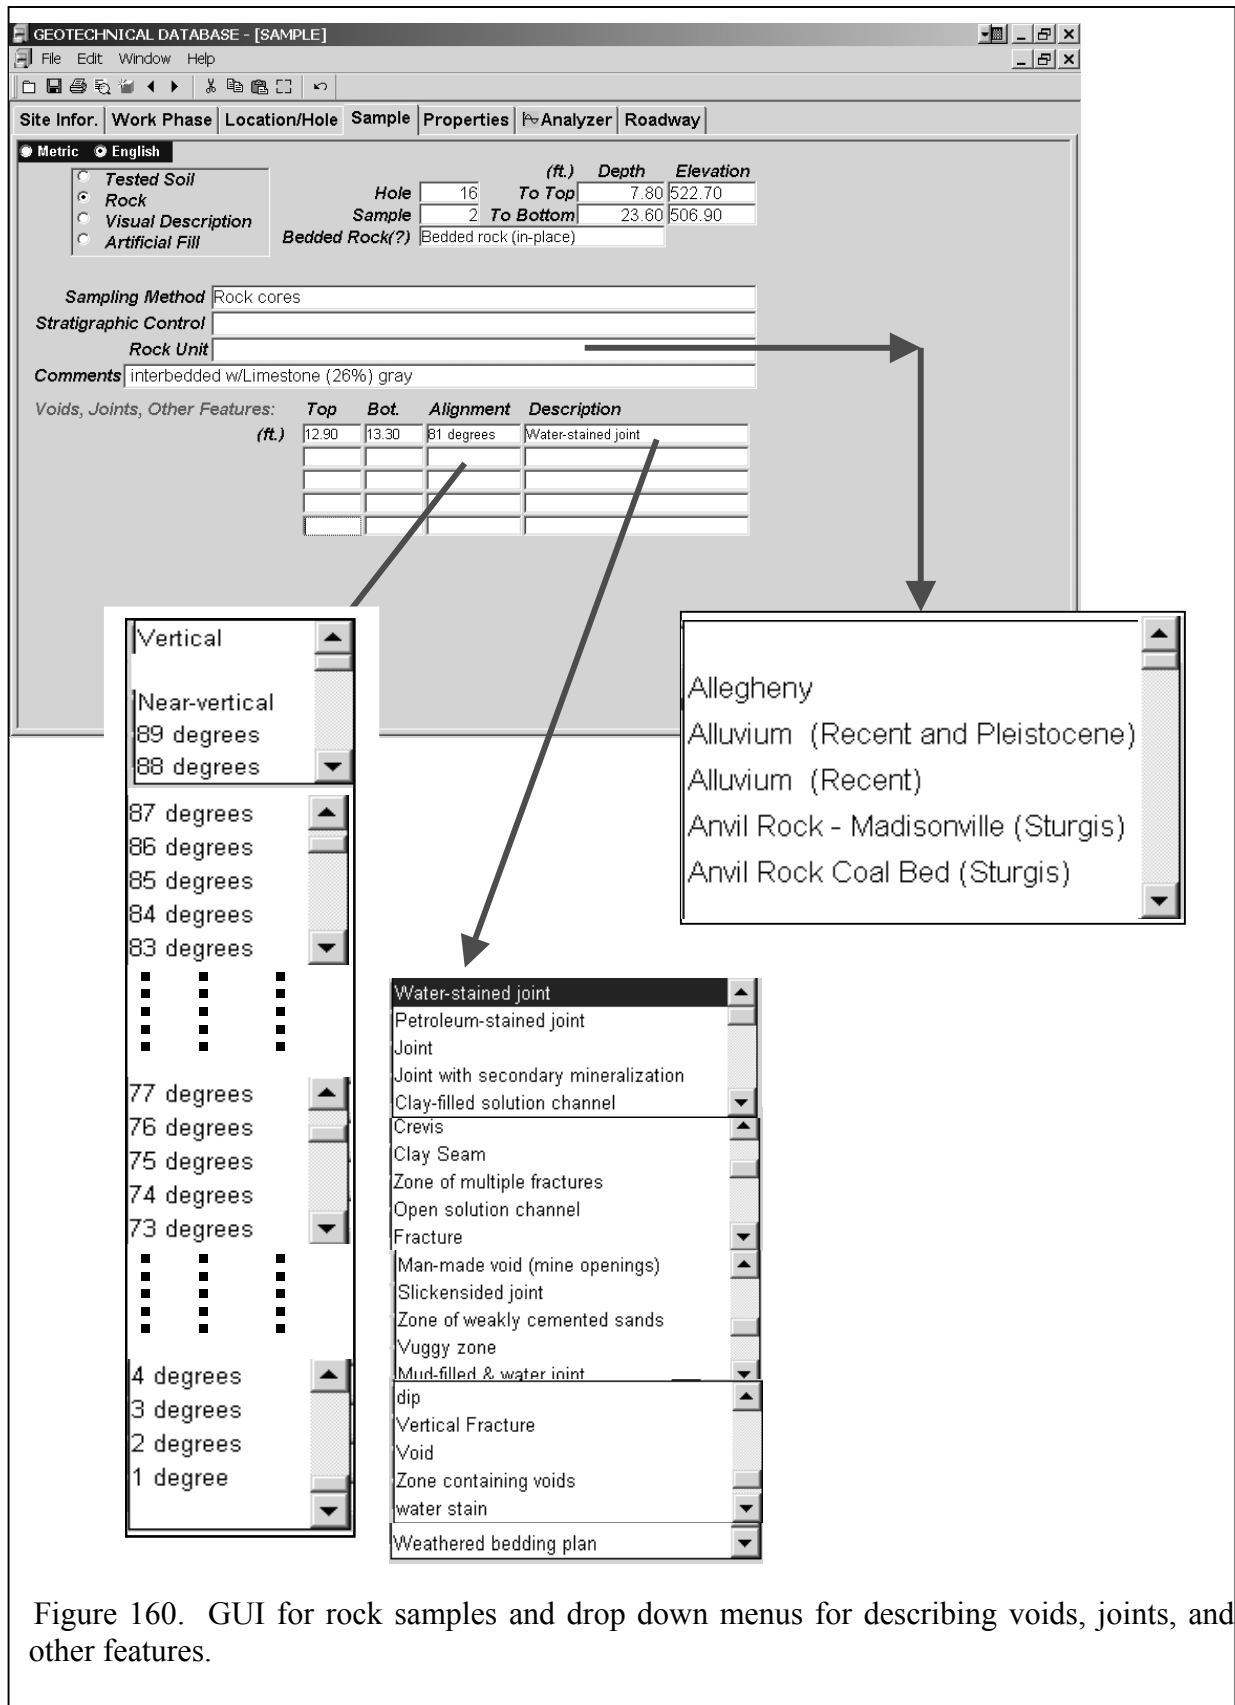 GEOTECHNICAL DATABASE - [SAMPLE]
File Edit Window Help
Site Infor. Work Phase Location/Hole Sample Properties Analyzer Roadway
Metric English
Tested Soil
Rock
Visual Description
Artificial Fill
(ft.) Depth Elevation
Hole 16 To Top 7.80 522.70
Sample 2 To Bottom 23.60 506.90
Bedded Rock(?) Bedded rock (in-place)
Sampling Method Rock cores
Stratigraphic Control
Rock Unit
Comments interbedded w/Limestone (26%) gray
Voids, Joints, Other Features: Top Bot. Alignment Description
(ft.) 12.90 13.30 81 degrees Water-stained joint
Vertical
Near-vertical
89 degrees
88 degrees
87 degrees
86 degrees
85 degrees
84 degrees
83 degrees
77 degrees
76 degrees
75 degrees
74 degrees
73 degrees
4 degrees
3 degrees
2 degrees
1 degree
Water-stained joint
Petroleum-stained joint
Joint
Joint with secondary mineralization
Clay-filled solution channel
Crevis
Clay Seam
Zone of multiple fractures
Open solution channel
Fracture
Man-made void (mine openings)
Slickensided joint
Zone of weakly cemented sands
Vuggy zone
Mud-filled & water joint
dip
Vertical Fracture
Void
Zone containing voids
water stain
Weathered bedding plan
Allegheny
Alluvium (Recent and Pleistocene)
Alluvium (Recent)
Anvil Rock - Madisonville (Sturgis)
Anvil Rock Coal Bed (Sturgis)
Figure 160. GUI for rock samples and drop down menus for describing voids, joints, and
other features.